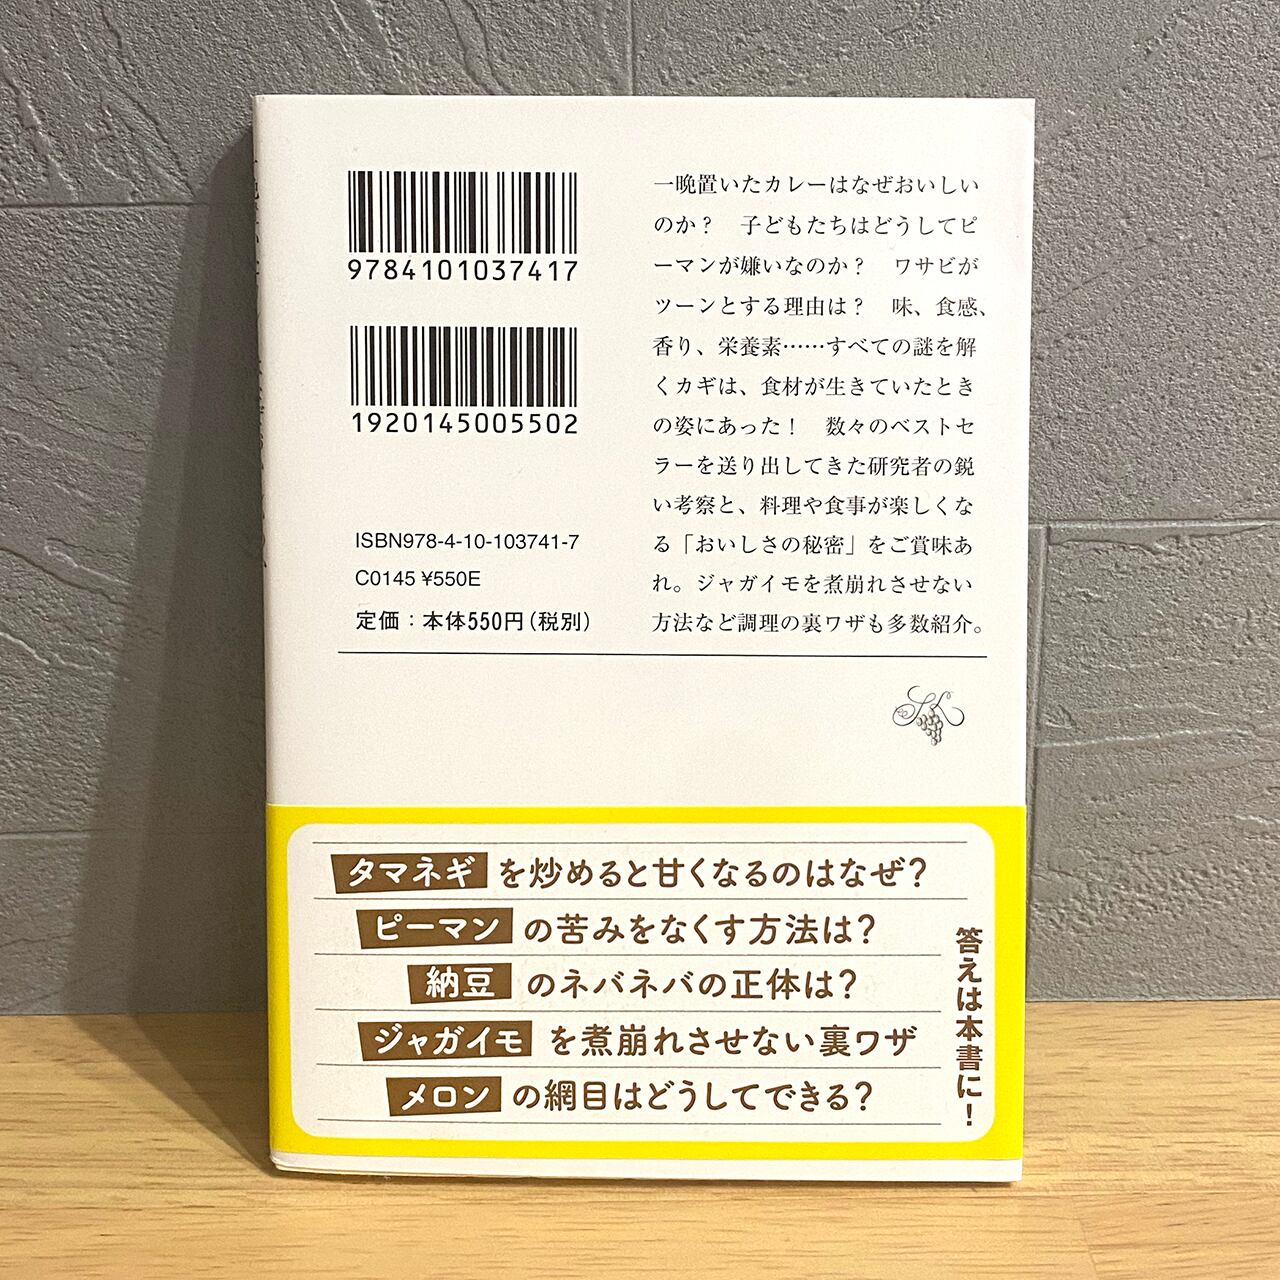 9784101037417
1920145005502
ISBN978-4-10-103741-7
C0145 ¥550E
定価：本体550円（税別）
一晩置いたカレーはなぜおいしい
のか？　子どもたちはどうしてピ
ーマンが嫌いなのか？　ワサビが
ツーンとする理由は？　味、食感、
香り、栄養素……すべての謎を解
くカギは、食材が生きていたとき
の姿にあった！　数々のベストセ
ラーを送り出してきた研究者の鋭
い考察と、料理や食事が楽しくな
る「おいしさの秘密」をご賞味あ
れ。ジャガイモを煮崩れさせない
方法など調理の裏ワザも多数紹介。
タマネギを炒めると甘くなるのはなぜ？
ピーマンの苦みをなくす方法は？
納豆のネバネバの正体は？
ジャガイモを煮崩れさせない裏ワザ
メロンの網目はどうしてできる？
答えは本書に！